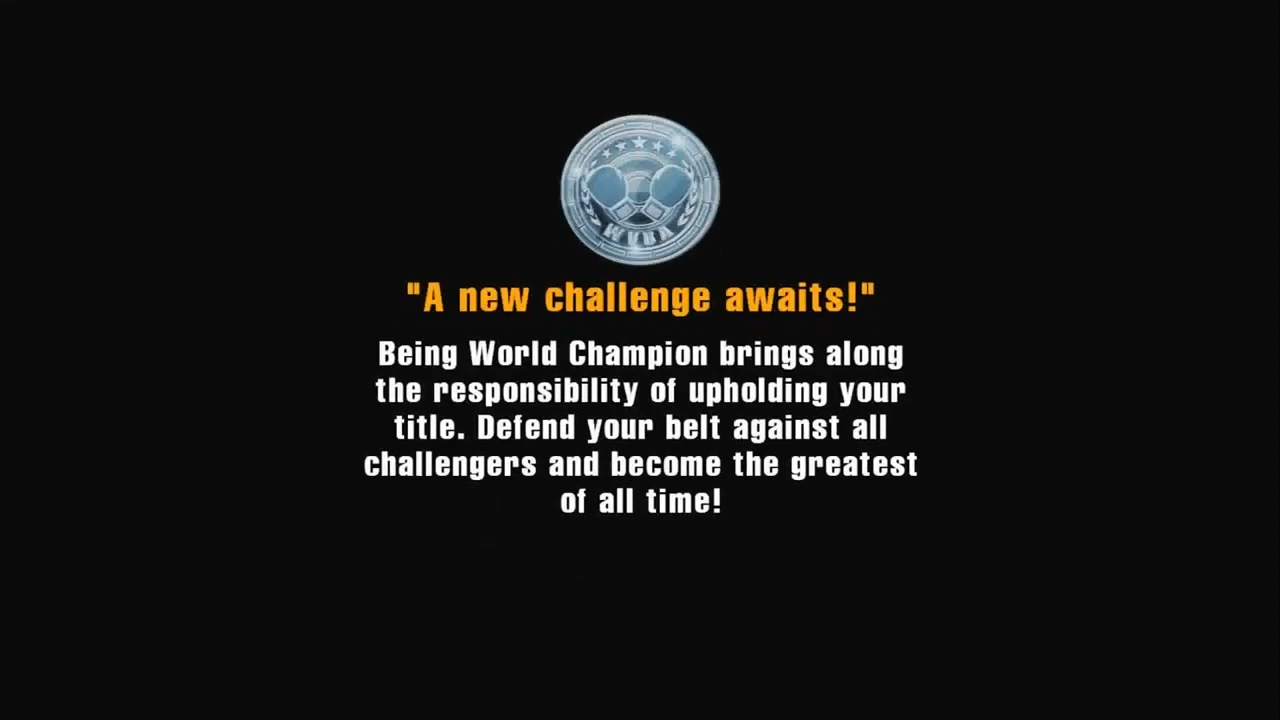 WVBA
"A new challenge awaits!"
Being World Champion brings along
the responsibility of upholding your
title. Defend your belt against all
challengers and become the greatest
of all time!